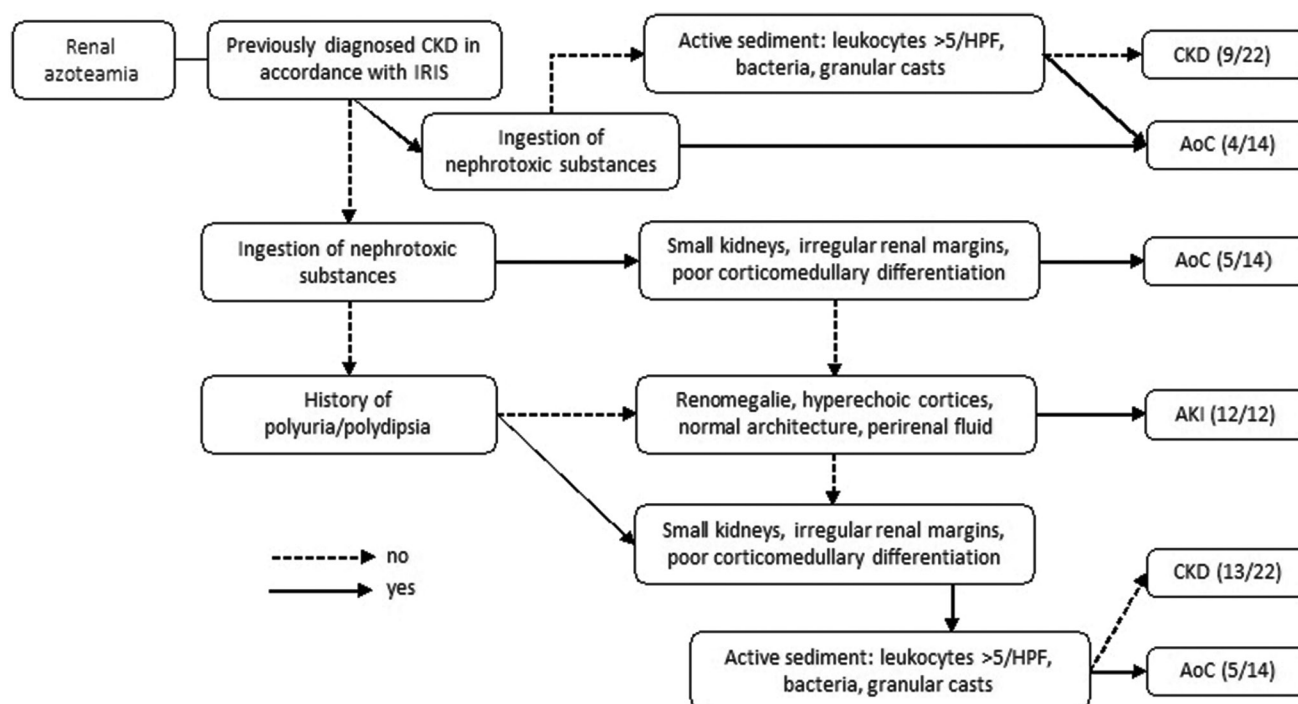 Renal
azoteamia
Previously diagnosed CKD in
accordance with IRIS
Active sediment: leukocytes >5/HPF,
bacteria, granular casts
CKD (9/22)
Ingestion of
nephrotoxic substances
AoC (4/14)
Ingestion of nephrotoxic
substances
Small kidneys, irregular renal margins,
poor corticomedullary differentiation
AoC (5/14)
History of
polyuria/polydipsia
Renomegalie, hyperechoic cortices,
normal architecture, perirenal fluid
AKI (12/12)
Small kidneys, irregular renal margins,
poor corticomedullary differentiation
no
yes
CKD (13/22)
Active sediment: leukocytes >5/HPF,
bacteria, granular casts
AoC (5/14)